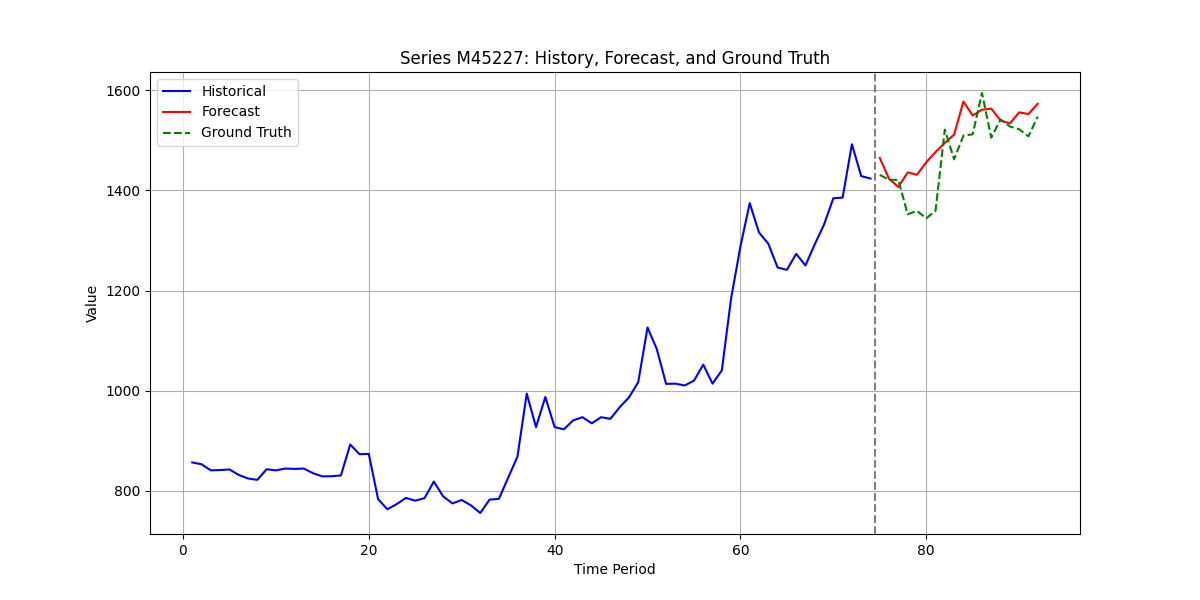 Series M45227: History, Forecast, and Ground Truth
Historical
Forecast
Ground Truth
1600
1400
1200
1000
800
Value
0 20 40 60 80
Time Period